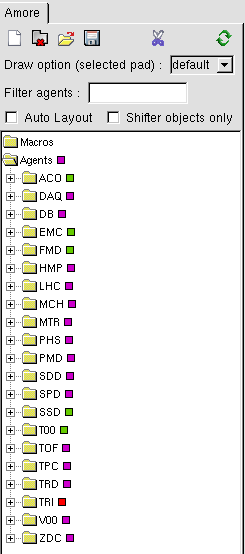 Amore
Draw option (selected pad) : default
Filter agents :
Auto Layout Shifter objects only
Macros
Agents
ACO
DAQ
DB
EMC
FMD
HMP
LHC
MCH
MTR
PHS
PMD
SDD
SPD
SSD
T00
TOF
TPC
TRD
TRI
V00
ZDC